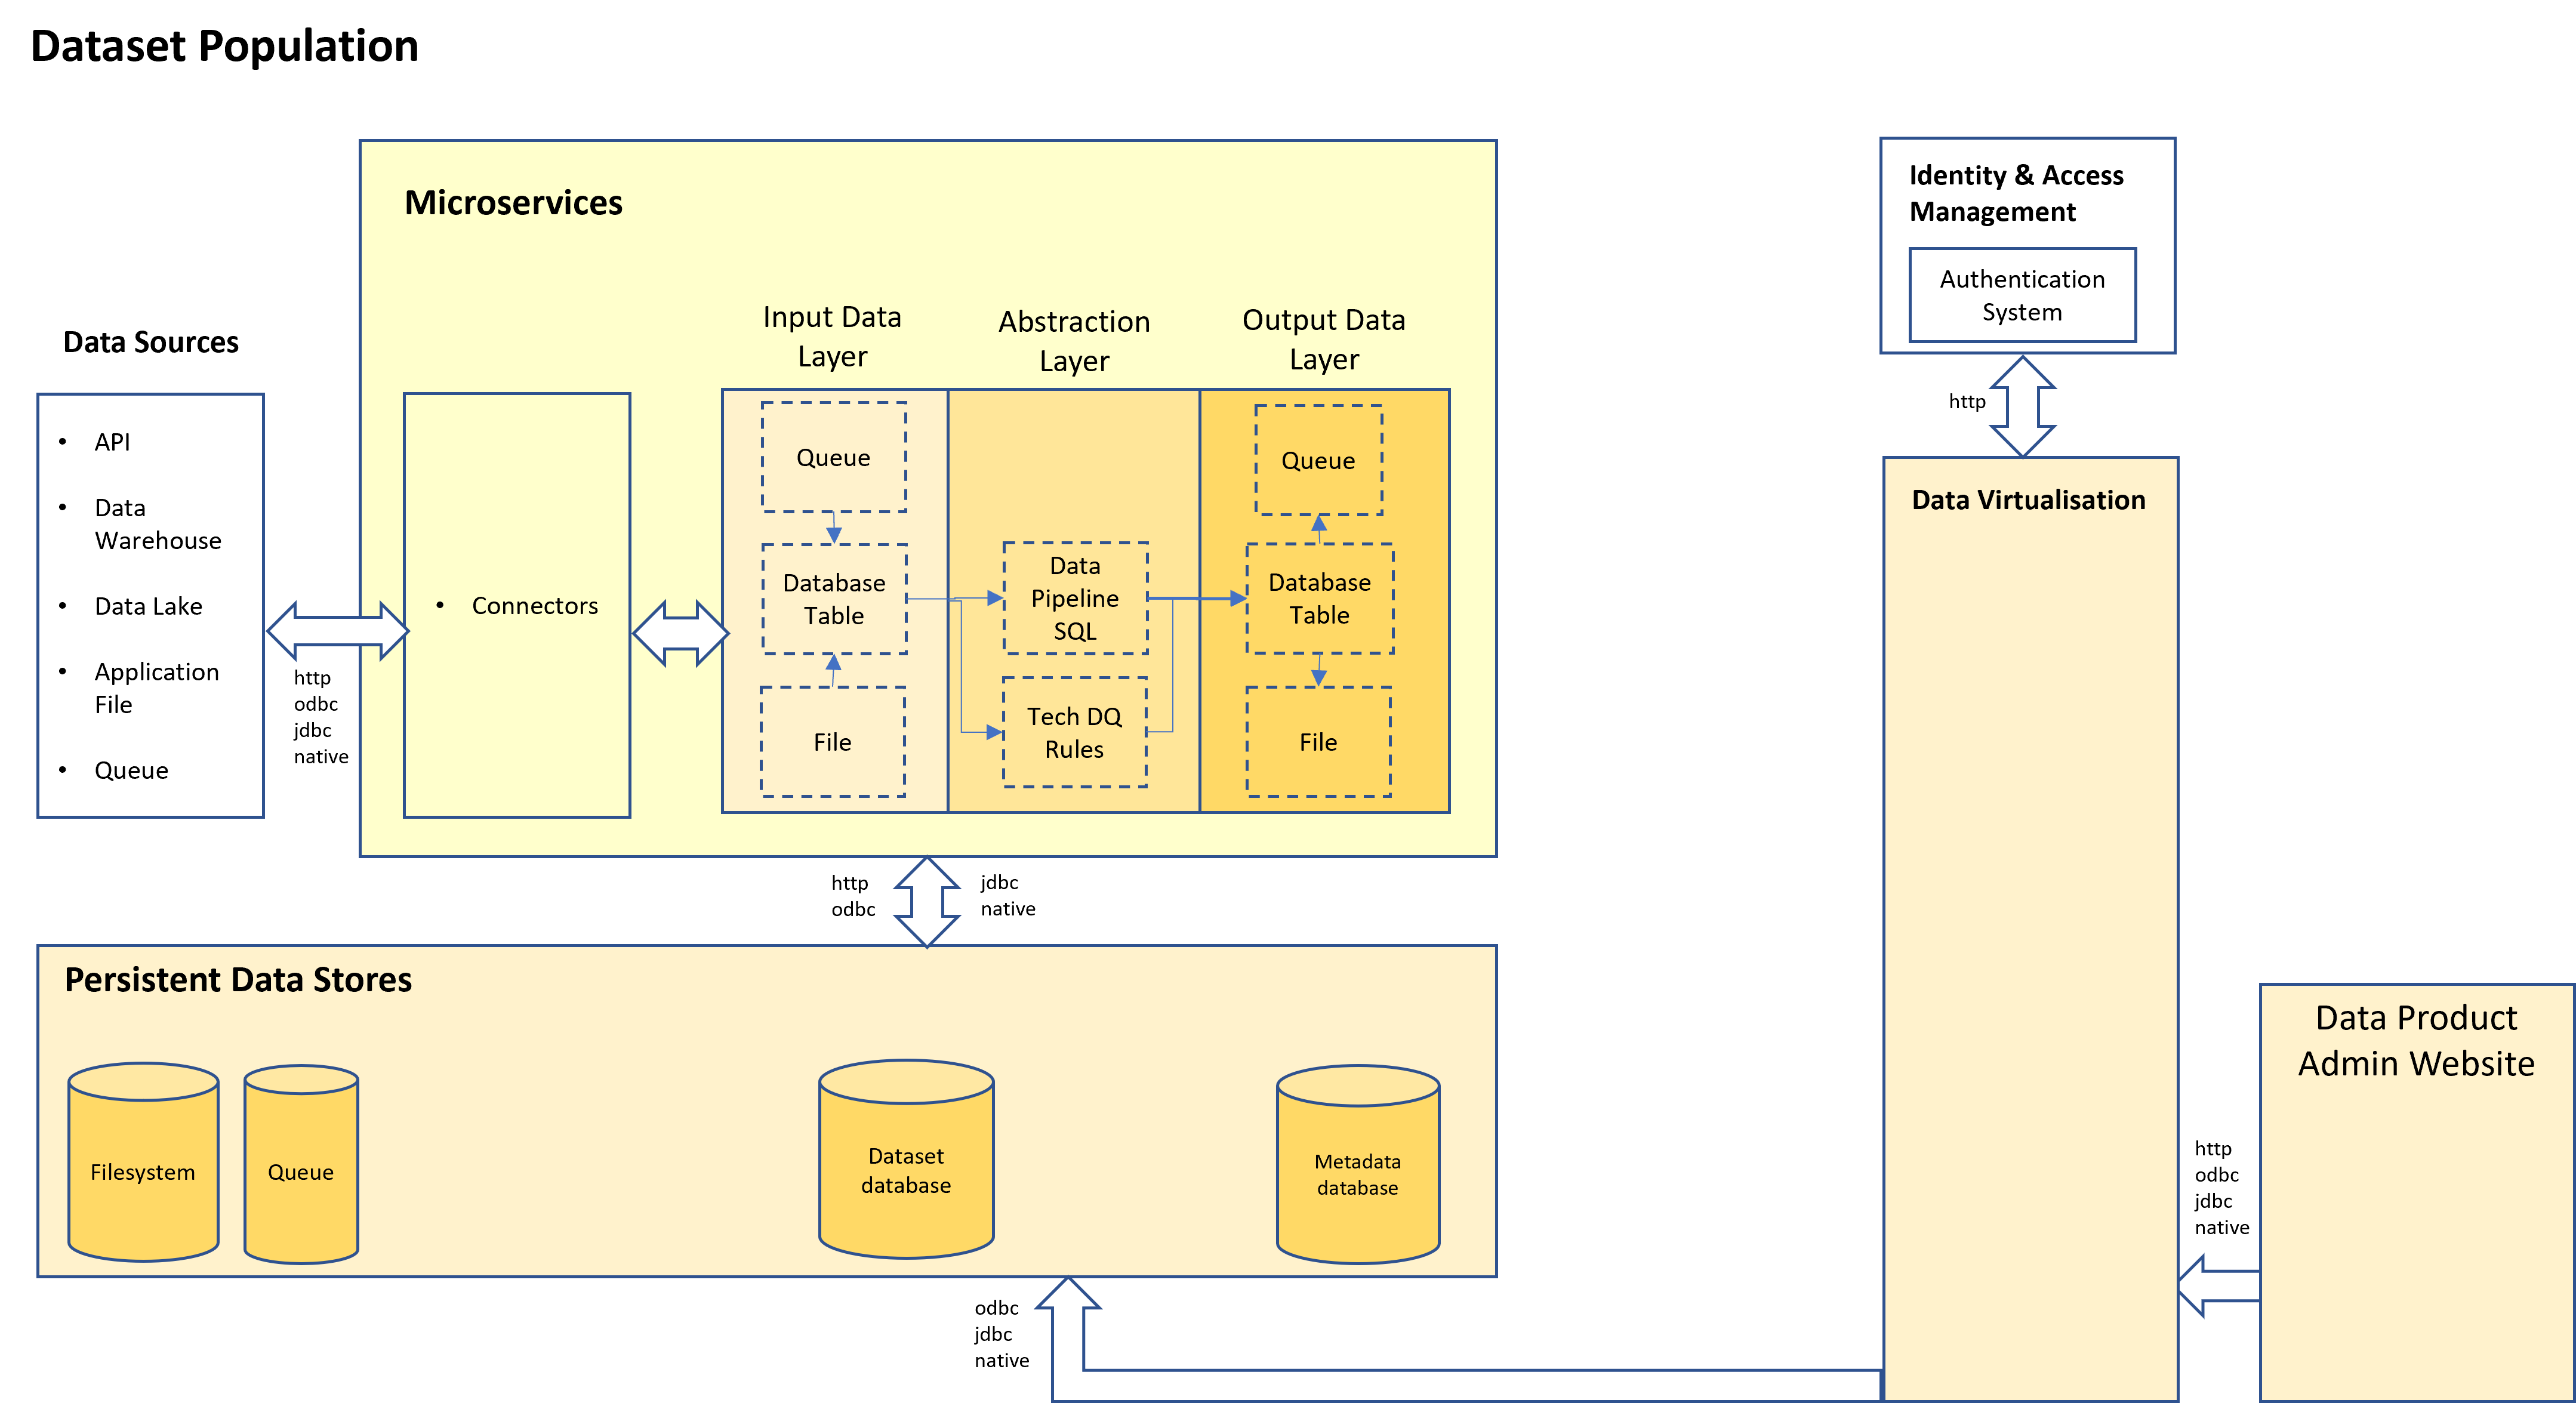 Dataset Population
Microservices
Data Sources
• API
• Data
Warehouse
• Data Lake
• Application
File
• Queue
http
odbc
jdbc
native
• Connectors
Input Data
Layer
Queue
Database
Table
File
Abstraction
Layer
Data
Pipeline
SQL
Tech DQ
Rules
Output Data
Layer
Queue
Database
Table
File
http
odbc
jdbc
native
Persistent Data Stores
Filesystem
Queue
Dataset
database
Metadata
database
odbc
jdbc
native
Identity & Access
Management
Authentication
System
http
Data Virtualisation
http
odbc
jdbc
native
Data Product
Admin Website